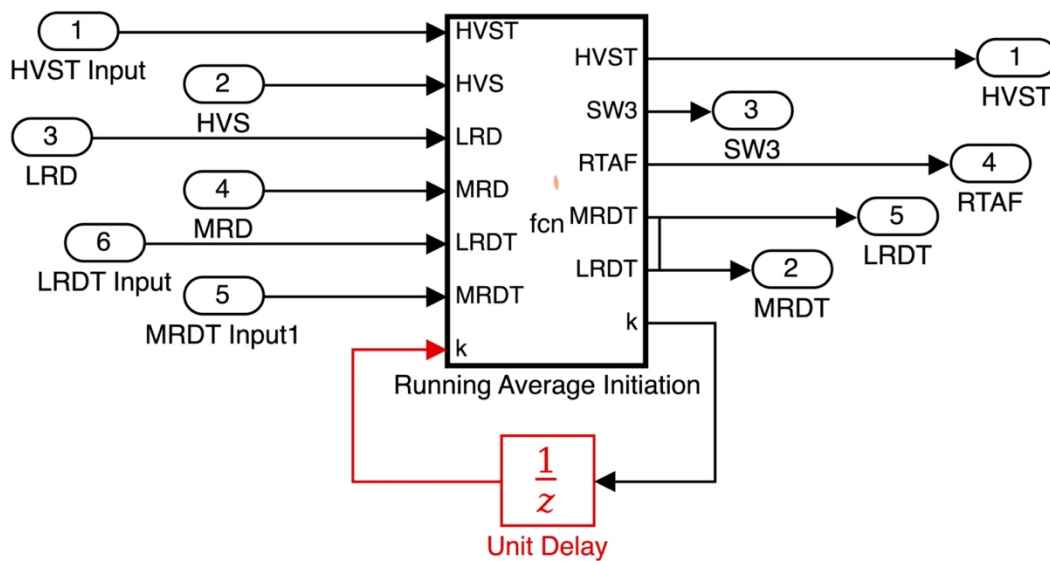 1
HVST Input
2
HVS
3
LRD
4
MRD
6
LRDT Input
5
MRDT Input1
HVST
HVS
LRD
MRD
LRDT
MRDT
k
fcn
HVST
SW3
RTAF
MRDT
LRDT
k
Running Average Initiation
1
HVST
3
SW3
4
RTAF
5
LRDT
2
MRDT
1
z
Unit Delay